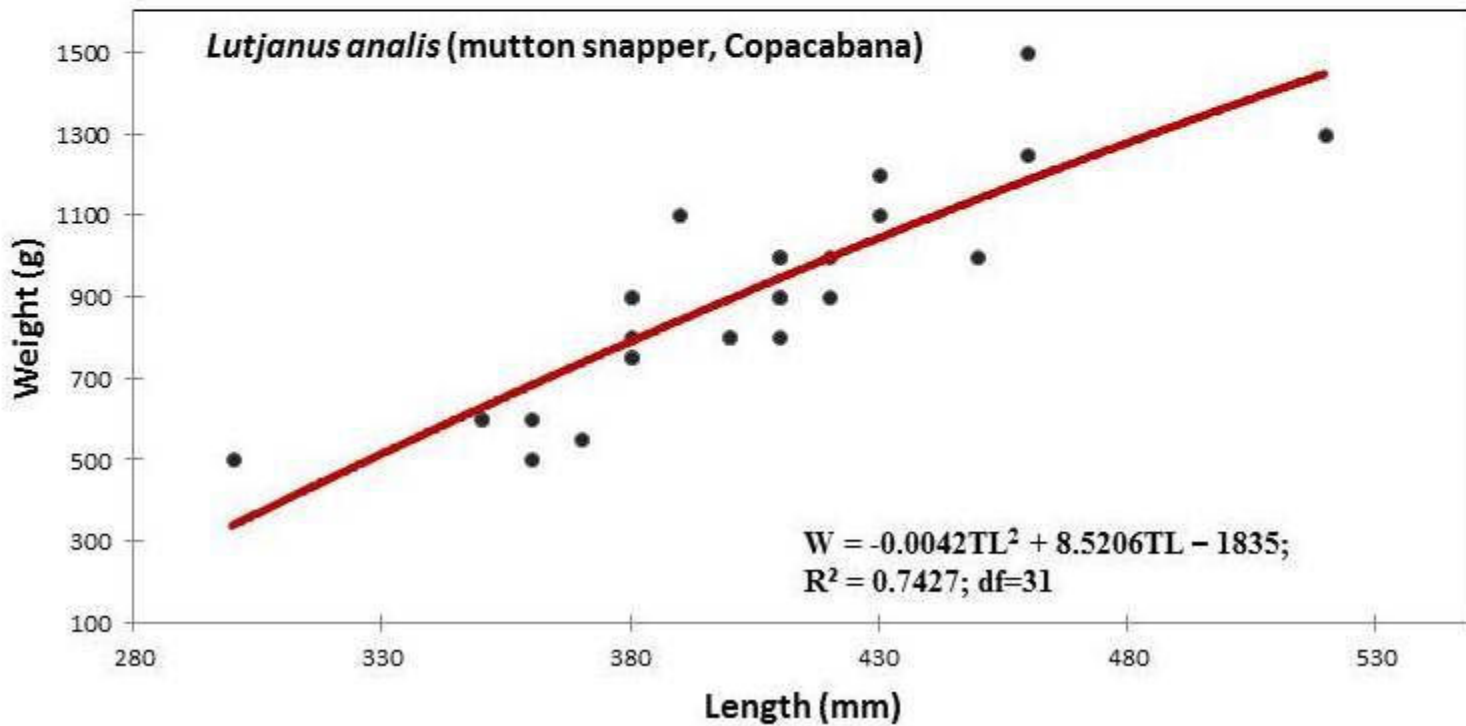 Lutjanus analis (mutton snapper, Copacabana)
1500
1300
1100
900
700
500
300
100
Weight (g)
W = -0.0042TL² + 8.5206TL – 1835;
R² = 0.7427; df=31
280 330 380 430 480 530
Length (mm)